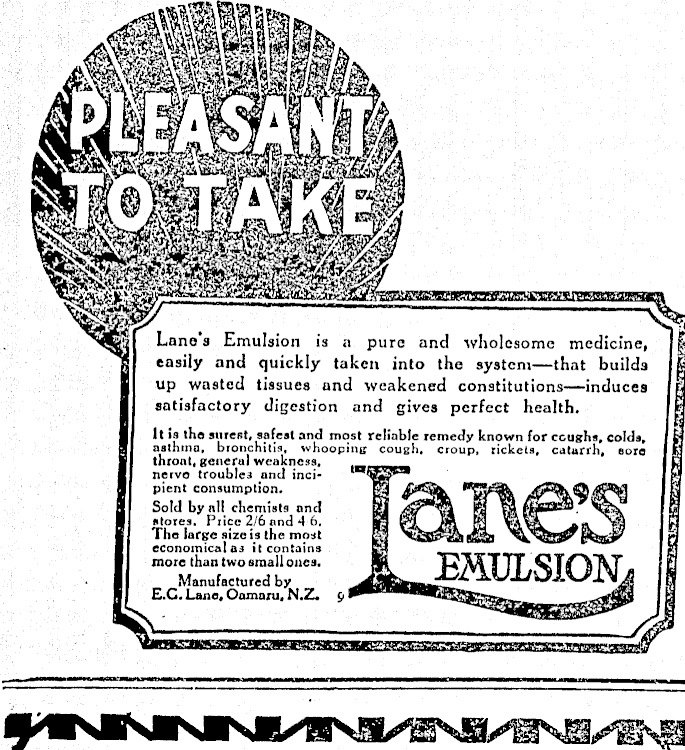 PLEASANT
TO TAKE
Lane's Emulsion is a pure and wholesome medicine,
easily and quickly taken into the system—that builds
up wasted tissues and weakened constitutions—induces
satisfactory digestion and gives perfect health.
It is the surest, safest and most reliable remedy known for coughs, colds,
asthma, bronchitis, whooping cough, croup, rickets, catarrh, sore
throat, general weakness,
nerve troubles and inci-
pient consumption.
Sold by all chemists and
stores. Price 2/6 and 4 6.
The large size is the most
economical as it contains
more than two small ones.
Manufactured by
E.G. Lane, Oamaru, N.Z. 9
Lane's
EMULSION